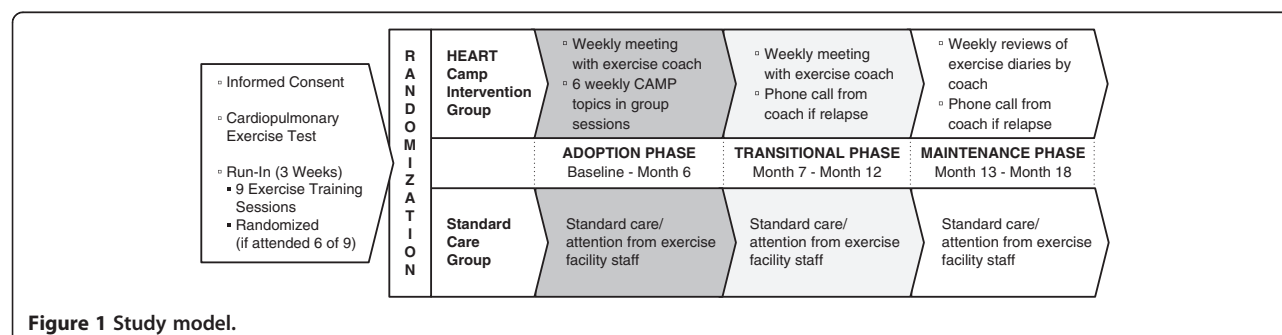 ▫ Informed Consent
▫ Cardiopulmonary
Exercise Test
▫ Run-In (3 Weeks)
▪ 9 Exercise Training
Sessions
▪ Randomized
(if attended 6 of 9)
RANDOMIZATION
HEART
Camp
Intervention
Group
▫ Weekly meeting
with exercise coach
▫ 6 weekly CAMP
topics in group
sessions
▫ Weekly meeting
with exercise coach
▫ Phone call from
coach if relapse
▫ Weekly reviews of
exercise diaries by
coach
▫ Phone call from
coach if relapse
ADOPTION PHASE
Baseline - Month 6
TRANSITIONAL PHASE
Month 7 - Month 12
MAINTENANCE PHASE
Month 13 - Month 18
Standard
Care
Group
Standard care/
attention from exercise
facility staff
Standard care/
attention from exercise
facility staff
Standard care/
attention from exercise
facility staff
Figure 1 Study model.